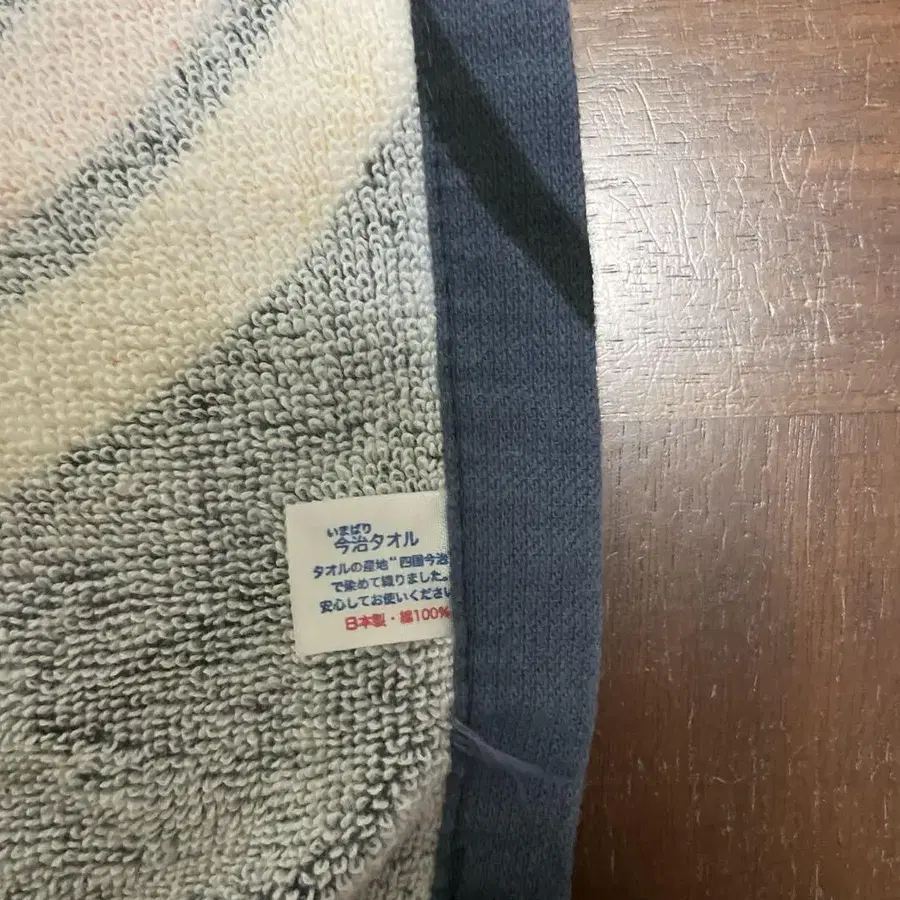 いまばり
今治タオル
タオルの産地"四国今治
で染めて織りました。
安心してお使いくださ
日本製・綿100%